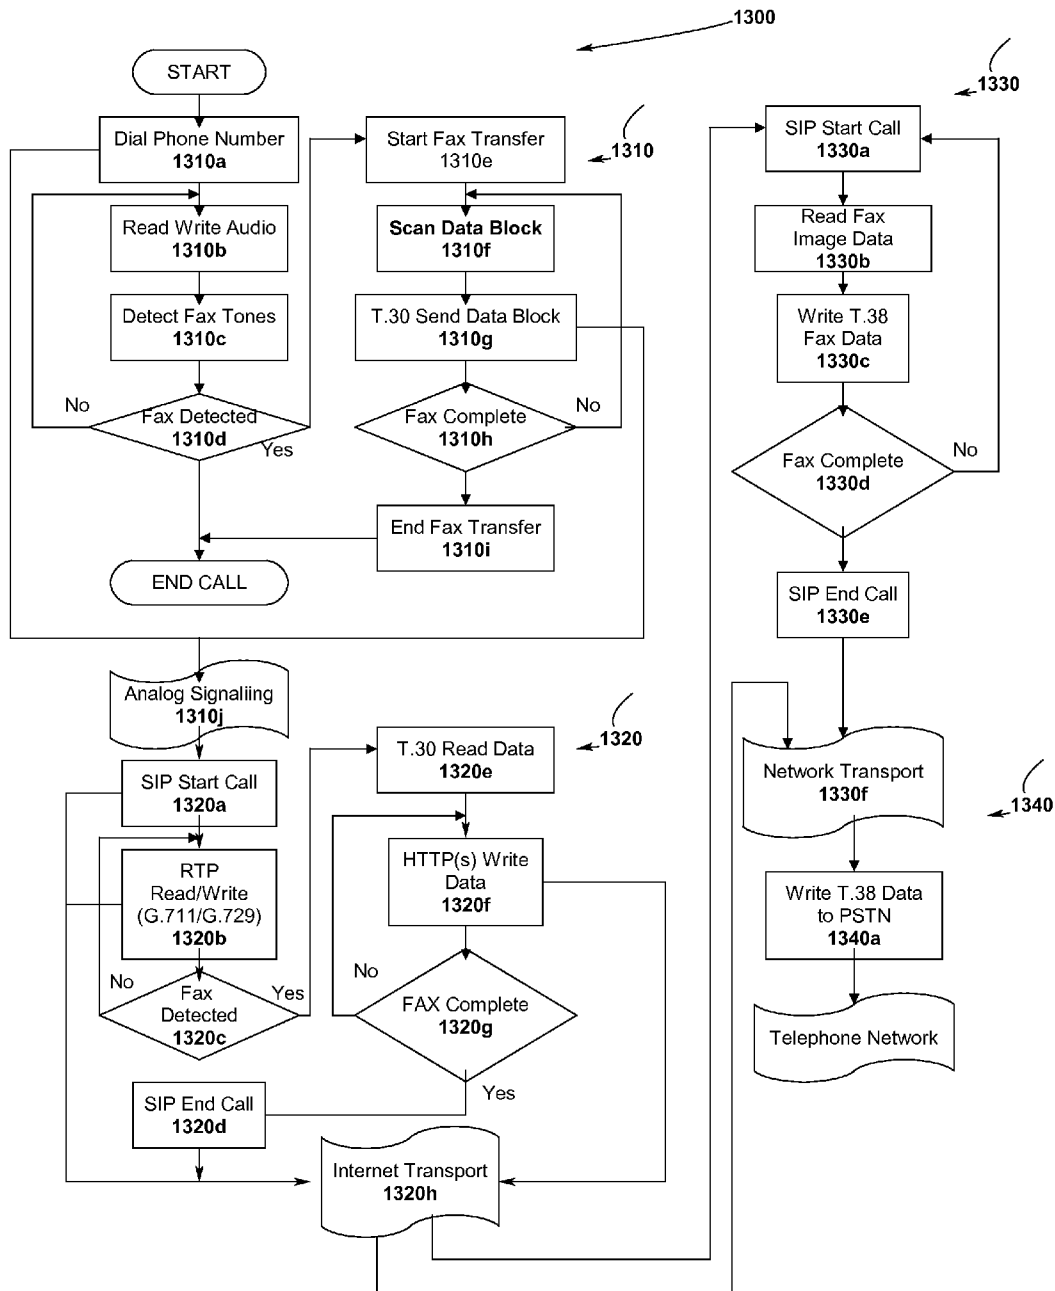 1300
START
Dial Phone Number
1310a
Read Write Audio
1310b
Detect Fax Tones
1310c
No
Fax Detected
1310d
Yes
END CALL
1310
Start Fax Transfer
1310e
Scan Data Block
1310f
T.30 Send Data Block
1310g
Fax Complete
1310h
No
End Fax Transfer
1310i
Analog Signaliing
1310j
SIP Start Call
1320a
RTP
Read/Write
(G.711/G.729)
1320b
No
Fax
Detected
1320c
Yes
SIP End Call
1320d
1320
T.30 Read Data
1320e
HTTP(s) Write
Data
1320f
No
FAX Complete
1320g
Yes
Internet Transport
1320h
1330
SIP Start Call
1330a
Read Fax
Image Data
1330b
Write T.38
Fax Data
1330c
Fax Complete
1330d
No
SIP End Call
1330e
Network Transport
1330f
1340
Write T.38 Data
to PSTN
1340a
Telephone Network